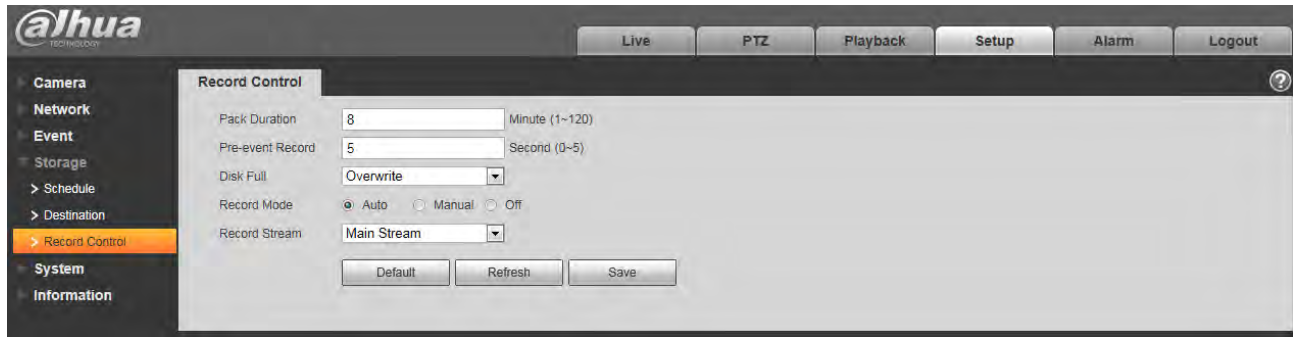 alhua
TECHNOLOGY
Live PTZ Playback Setup Alarm Logout
Camera
Network
Event
Storage
> Schedule
> Destination
> Record Control
System
Information
Record Control
?
Pack Duration 8 Minute (1~120)
Pre-event Record 5 Second (0~5)
Disk Full Overwrite
Record Mode Auto Manual Off
Record Stream Main Stream
Default Refresh Save